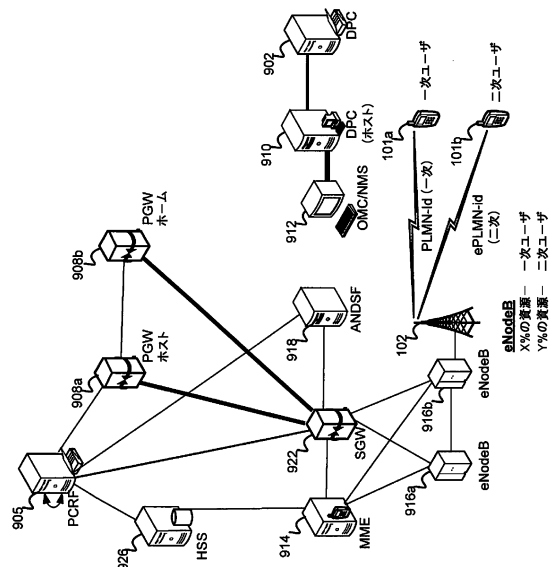 902
DPC
910
DPC
(ホスト)
912
OMC/NMS
101a
一次ユーザ
101b
二次ユーザ
PLMN-id (一次)
ePLMN-id
(二次)
102
eNodeB
X%の資源— 一次ユーザ
Y%の資源— 二次ユーザ
908b
PGW
ホーム
908a
PGW
ホスト
918
ANDSF
905
PCRF
922
SGW
916b
eNodeB
916a
eNodeB
926
HSS
914
MME